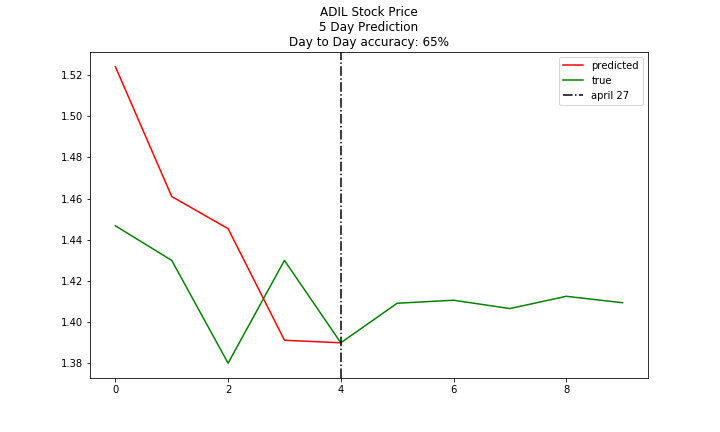 ADIL Stock Price
5 Day Prediction
Day to Day accuracy: 65%
predicted
true
april 27
1.52
1.50
1.48
1.46
1.44
1.42
1.40
1.38
0 2 4 6 8